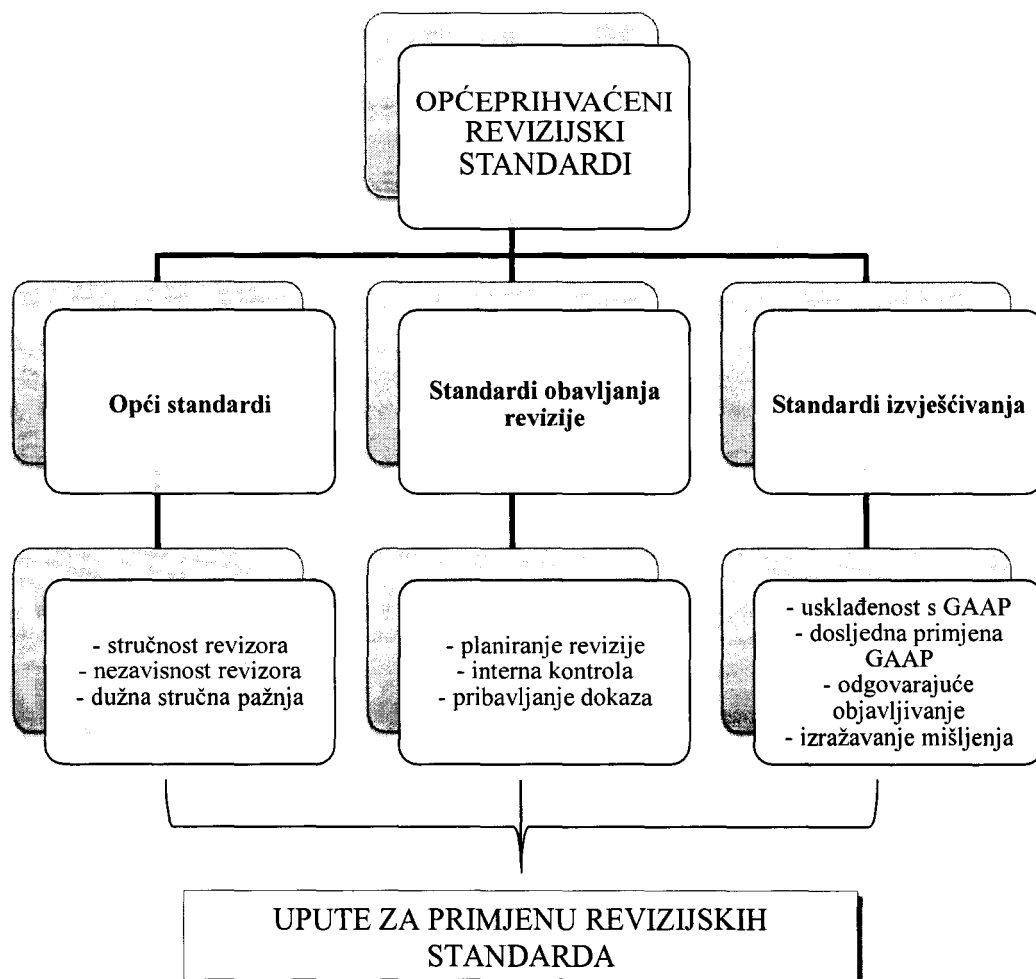 OPĆEPRIHVAĆENI
REVIZIJSKI
STANDARDI
Opći standardi
Standardi obavljanja
revizije
Standardi izvješćivanja
- stručnost revizora
- nezavisnost revizora
- dužna stručna pažnja
- planiranje revizije
- interna kontrola
- pribavljanje dokaza
- usklađenost s GAAP
- dosljedna primjena
GAAP
- odgovarajuće
objavljivanje
- izražavanje mišljenja
UPUTE ZA PRIMJENU REVIZIJSKIH
STANDARDA